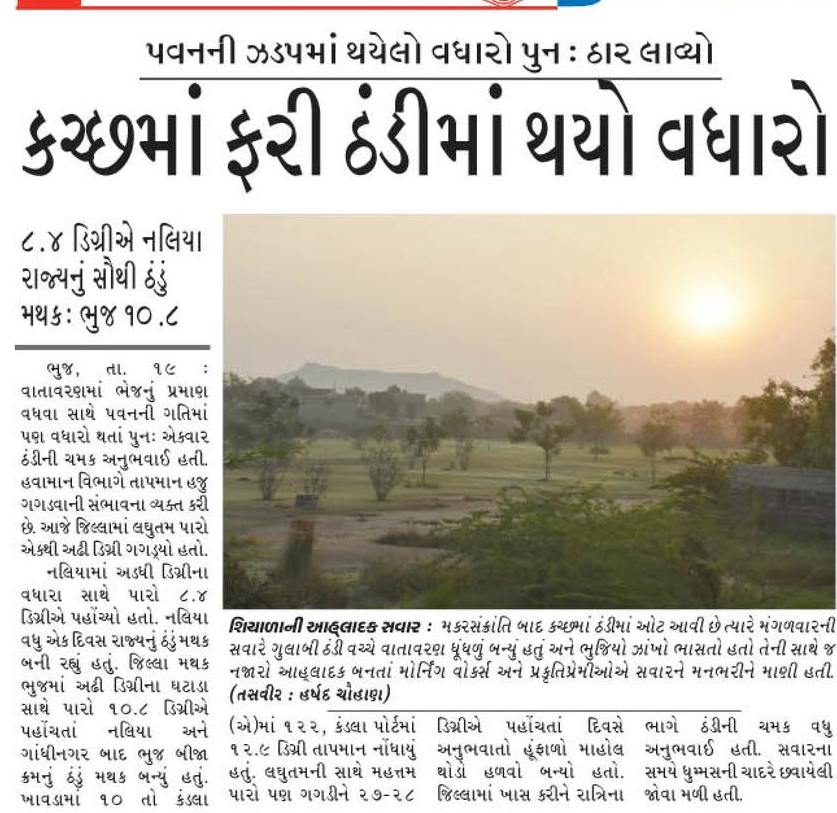 પવનની ઝડપમાં થયેલો વધારો પુન : ઠાર લાવ્યો
કચ્છમાં ફરી ઠંડીમાં થયો વધારો
૮.૪ ડિગ્રીએ નલિયા
રાજ્યનું સૌથી ઠંડું
મથક: ભુજ ૧૦.૮
ભુજ, તા. ૧૯ :
વાતાવરણમાં ભેજનું પ્રમાણ
વધવા સાથે પવનની ગતિમાં
પણ વધારો થતાં પુન: એકવાર
ઠંડીની ચમક અનુભવાઈ હતી.
હવામાન વિભાગે તાપમાન હજુ
ગગડવાની સંભાવના વ્યક્ત કરી
છે. આજે જિલ્લામાં લઘુતમ પારો
એકથી અઢી ડિગ્રી ગગડ્યો હતો.
નલિયામાં અડધી ડિગ્રીના
વધારા સાથે પારો ૮.૪
ડિગ્રીએ પહોંચ્યો હતો. નલિયા
વધુ એક દિવસ રાજ્યનું ઠંડું મથક
બની રહ્યું હતું. જિલ્લા મથક
ભુજમાં અઢી ડિગ્રીના ઘટાડા
સાથે પારો ૧૦.૮ ડિગ્રીએ
પહોંચતાં નલિયા અને
ગાંધીનગર બાદ ભુજ બીજા
ક્રમનું ઠંડું મથક બન્યું હતું.
ખાવડામાં ૧૦ તો કંડલા
શિયાળાની આહ્લાદક સવાર : મકરસંક્રાંતિ બાદ કચ્છમાં ઠંડીમાં ઓટ આવી છે ત્યારે મંગળવારની
સવારે ગુલાબી ઠંડી વચ્ચે વાતાવરણ ધૂંધળું બન્યું હતું અને ભુજિયો ઝાંખો ભાસતો હતો તેની સાથે જ
નજારો આહ્લાદક બનતાં મોર્નિંગ વોકર્સ અને પ્રકૃતિપ્રેમીઓએ સવારને મનભરીને માણી હતી.
(તસવીર : હર્ષદ ચૌહાણ)
(એ)માં ૧૨૨, કંડલા પોર્ટમાં
૧૨.૯ ડિગ્રી તાપમાન નોંધાયું
હતું. લઘુતમની સાથે મહત્તમ
પારો પણ ગગડીને ૨૭-૨૮
ડિગ્રીએ પહોંચતાં દિવસે
અનુભવાતો હૂંફાળો માહોલ
થોડો હળવો બન્યો હતો.
જિલ્લામાં ખાસ કરીને રાત્રિના
ભાગે ઠંડીની ચમક વધુ
અનુભવાઈ હતી. સવારના
સમયે ધુમ્મસની ચાદરે છવાયેલી
જોવા મળી હતી.